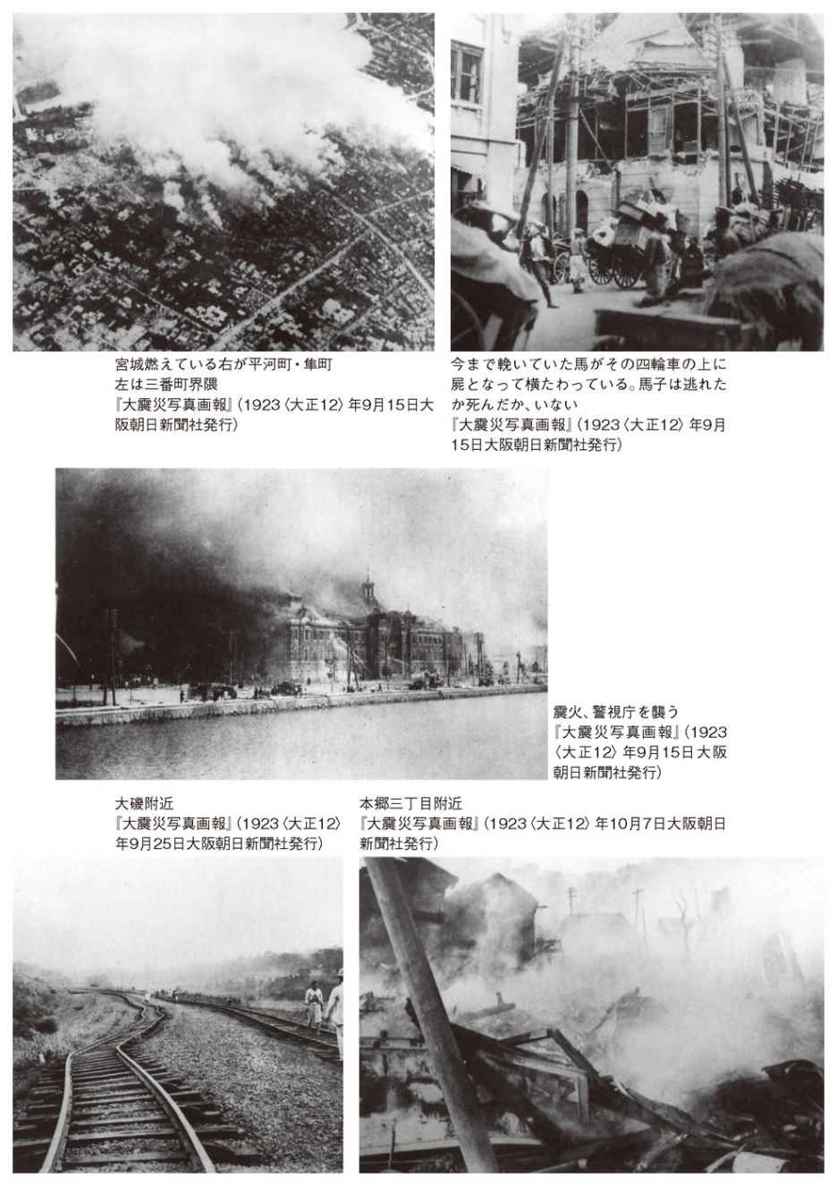 宮城燃えている右が平河町・隼町
左は三番町界隈
『大震災写真画報』(1923〈大正12〉年9月15日大
阪朝日新聞社発行)
今まで輓いていた馬がその四輪車の上に
屍となって横たわっている。馬子は逃れた
か死んだか、いない
『大震災写真画報』(1923〈大正12〉年9月
15日大阪朝日新聞社発行)
震火、警視庁を襲う
『大震災写真画報』(1923
〈大正12〉年9月15日大阪
朝日新聞社発行)
大磯附近
『大震災写真画報』(1923〈大正12〉
年9月25日大阪朝日新聞社発行)
本郷三丁目附近
『大震災写真画報』(1923〈大正12〉年10月7日大阪朝日
新聞社発行)